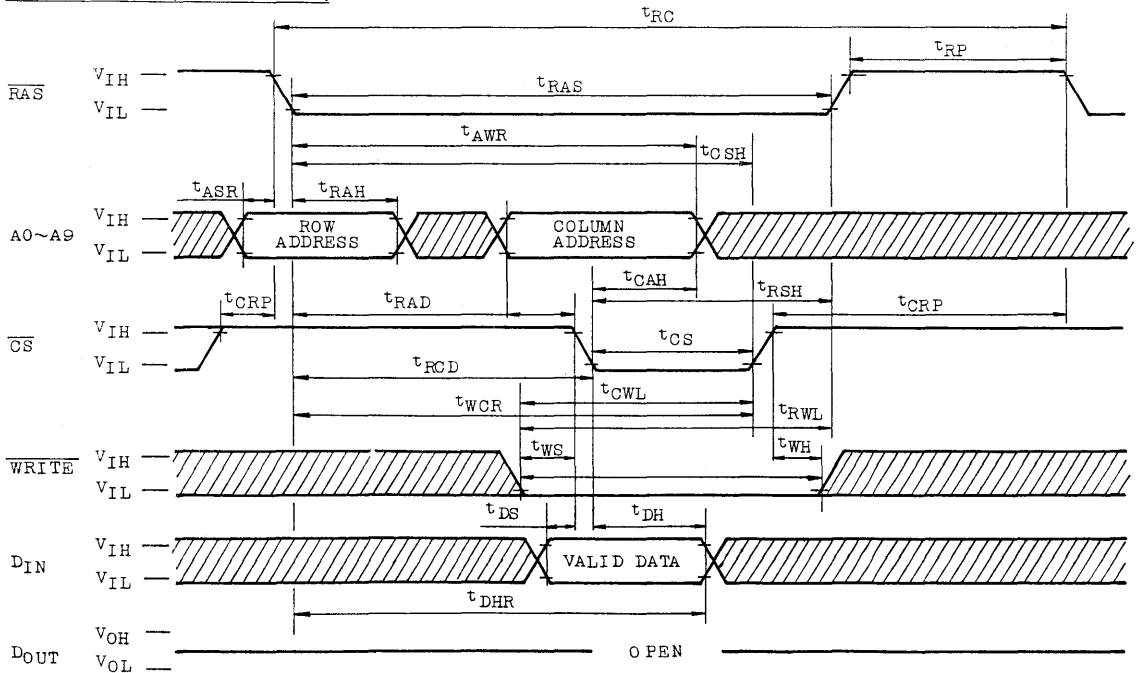 tRC
tRP
RAS
VIH
VIL
tRAS
tAWR
tCSH
tASR
tRAH
A0~A9
VIH
VIL
ROW
ADDRESS
COLUMN
ADDRESS
tCAH
tRSH
tCRP
tRAD
tCRP
CS
VIH
VIL
tCS
tRCD
tCWL
tWCR
tRWL
tWS
tWH
WRITE
VIH
VIL
tDS
tDH
DIN
VIH
VIL
VALID DATA
tDHR
DOUT
VOH
VOL
OPEN